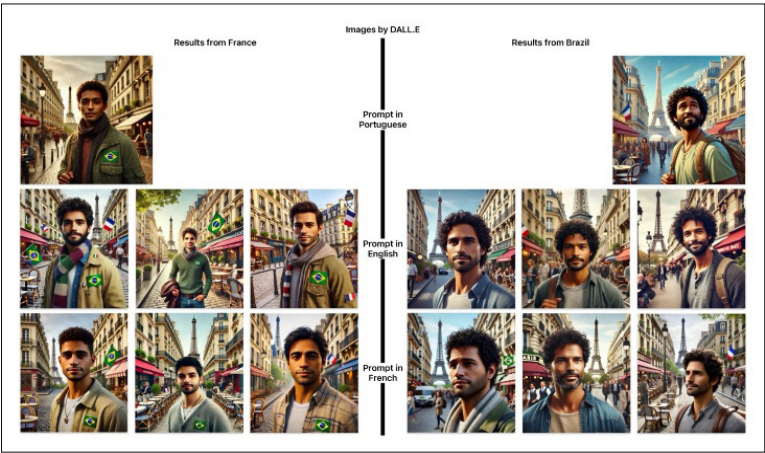 Images by DALL.E
Results from France
Results from Brazil
Prompt in
Portuguese
Prompt in
English
Prompt in
French